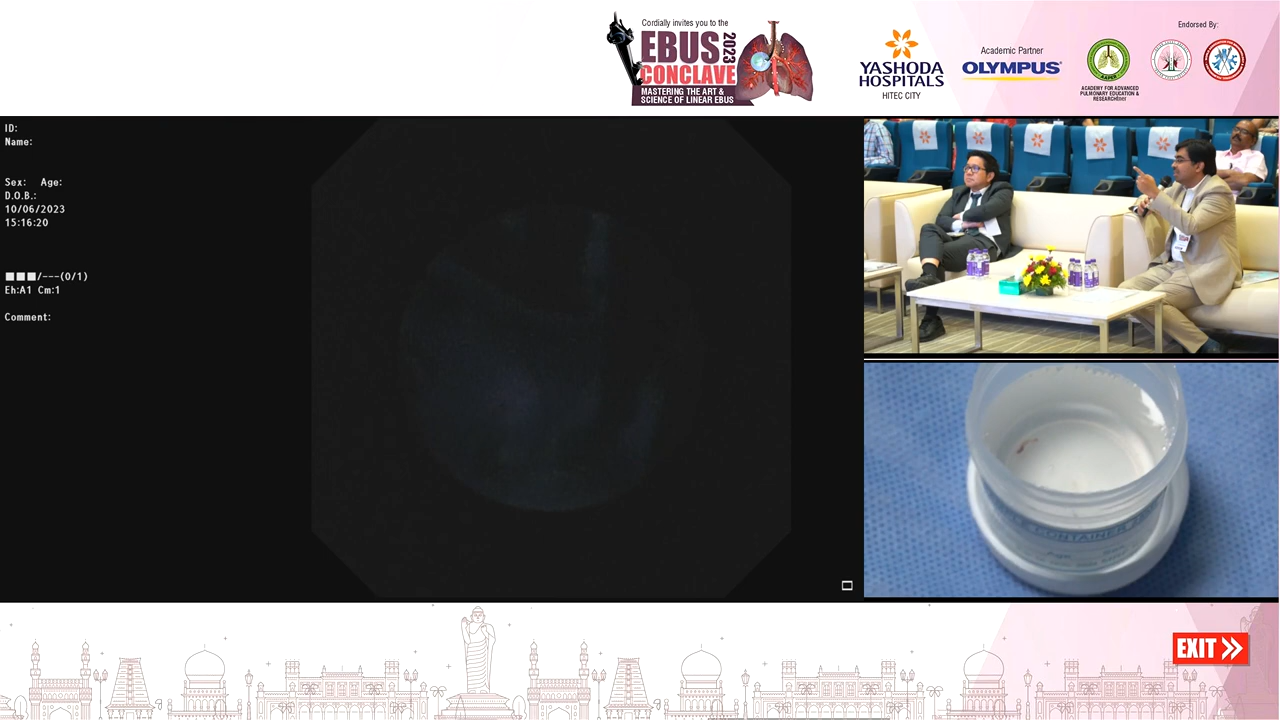 Cordially invites you to the
EBUS
2023
CONCLAVE
MASTERING THE ART &
SCIENCE OF LINEAR EBUS
YASHODA
HOSPITALS
HITEC CITY
Academic Partner
OLYMPUS
Endorsed By:
ACADEMY FOR ADVANCED
PULMONARY EDUCATION &
ID:
Name:
Sex: Age:
D.O.B.:
10/06/2023
15:16:20
■■■/---(0/1)
Eh:A1 Cm:1
Comment:
CONTAINER
EXIT